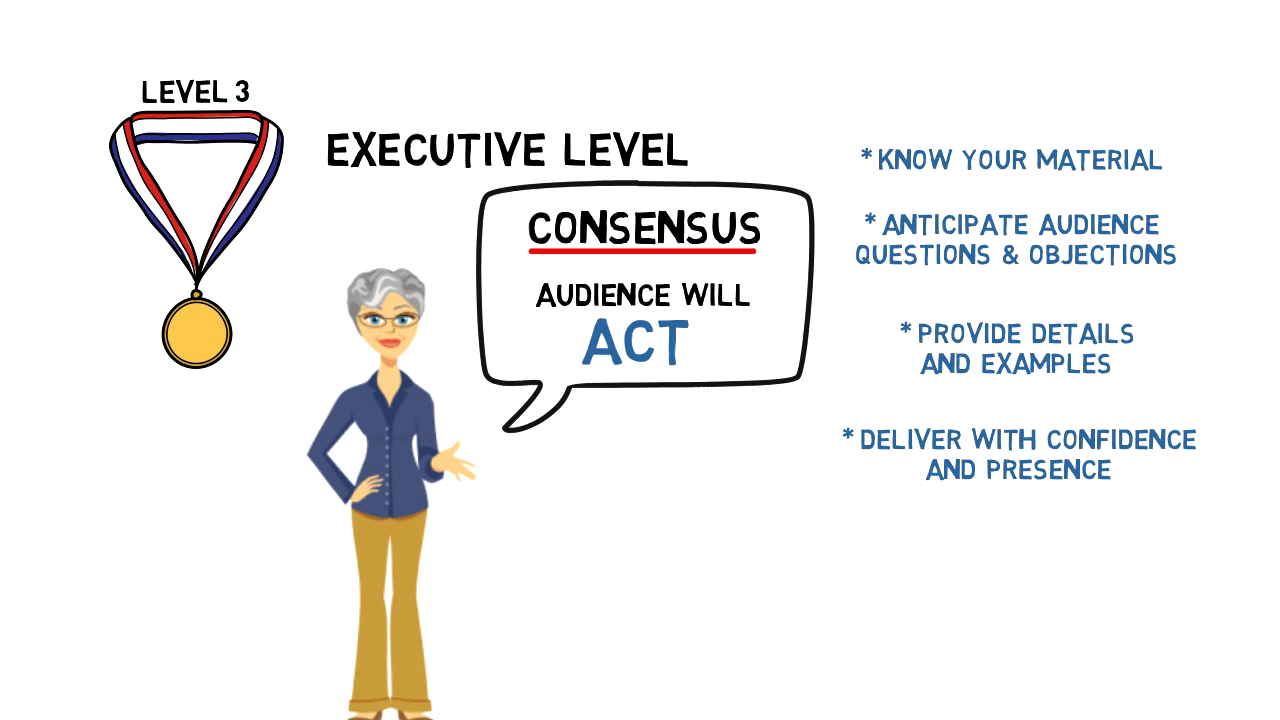 LEVEL 3
EXECUTIVE LEVEL
CONSENSUS
AUDIENCE WILL
ACT
*KNOW YOUR MATERIAL
*ANTICIPATE AUDIENCE
QUESTIONS & OBJECTIONS
*PROVIDE DETAILS
AND EXAMPLES
*DELIVER WITH CONFIDENCE
AND PRESENCE